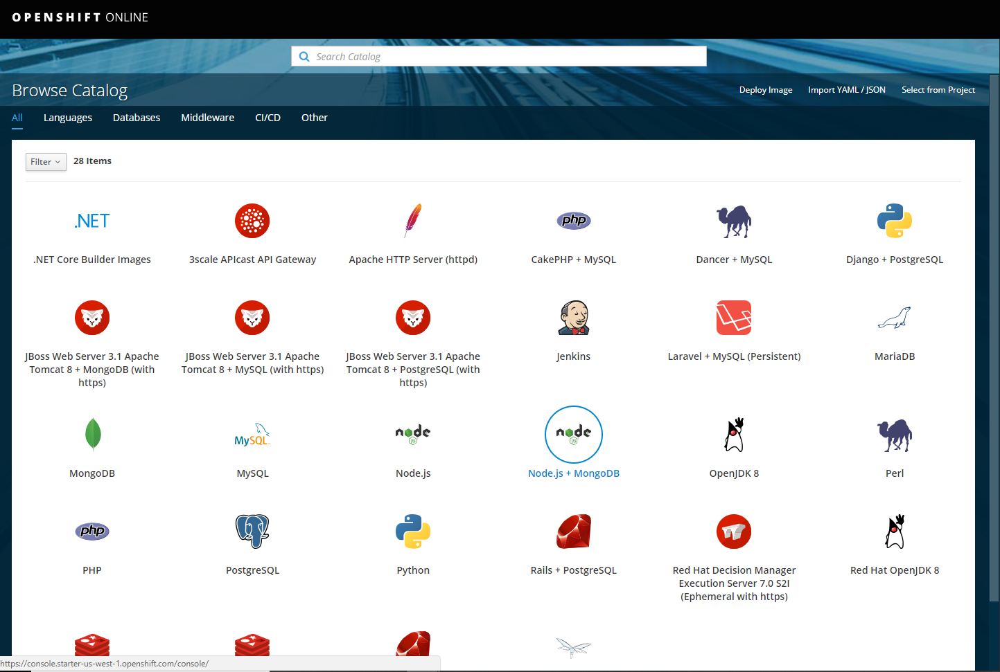 OPENSHIFT ONLINE
Search Catalog
Browse Catalog
Deploy Image Import YAML / JSON Select from Project
All Languages Databases Middleware CI/CD Other
Filter 28 Items
.NET
php
.NET Core Builder Images
3scale APIcast API Gateway
Apache HTTP Server (httpd)
CakePHP + MySQL
Dancer + MySQL
Django + PostgreSQL
JBoss Web Server 3.1 Apache
Tomcat 8 + MongoDB (with
https)
JBoss Web Server 3.1 Apache
Tomcat 8 + MySQL (with https)
JBoss Web Server 3.1 Apache
Tomcat 8 + PostgreSQL (with
https)
Jenkins
Laravel + MySQL (Persistent)
MariaDB
MySQL
node
JS
node
JS
MongoDB
MySQL
Node.js
Node.js + MongoDB
OpenJDK 8
Perl
php
PHP
PostgreSQL
Python
Rails + PostgreSQL
Red Hat Decision Manager
Execution Server 7.0 S2I
(Ephemeral with https)
Red Hat OpenJDK 8
https://console.starter-us-west-1.openshift.com/console/